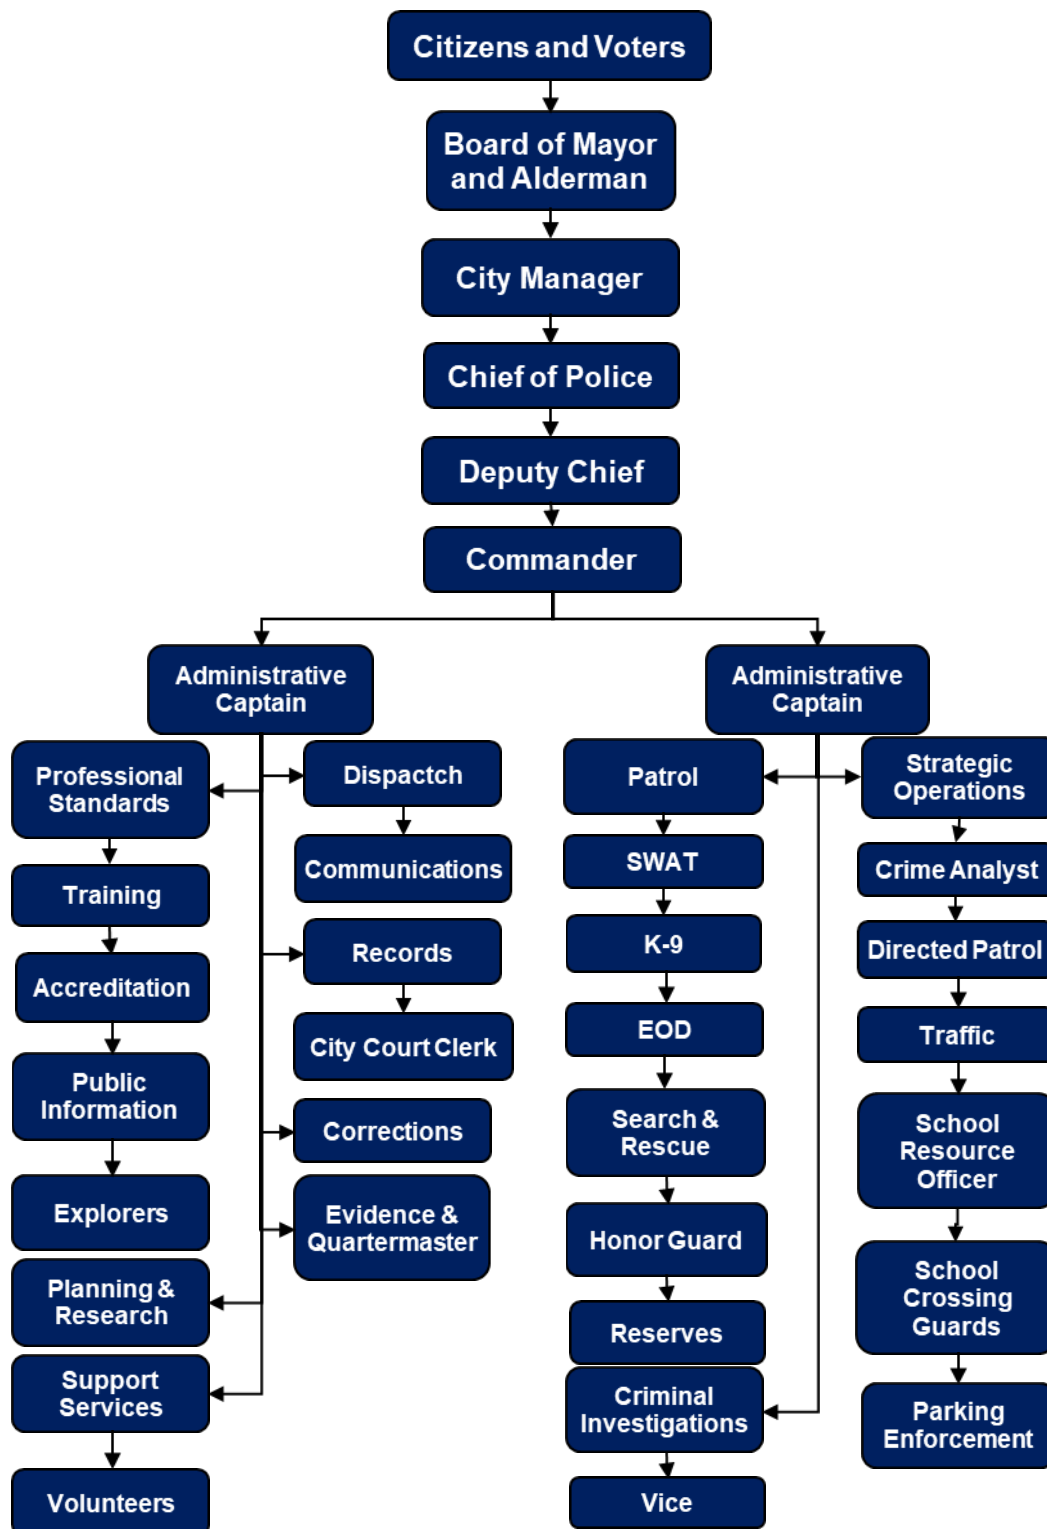 Citizens and Voters
Board of Mayor
and Alderman
City Manager
Chief of Police
Deputy Chief
Commander
Administrative
Captain
Professional
Standards
Training
Accreditation
Public
Information
Explorers
Planning &
Research
Support
Services
Volunteers
Dispactch
Communications
Records
City Court Clerk
Corrections
Evidence &
Quartermaster
Administrative
Captain
Patrol
SWAT
K-9
EOD
Search &
Rescue
Honor Guard
Reserves
Criminal
Investigations
Vice
Strategic
Operations
Crime Analyst
Directed Patrol
Traffic
School
Resource
Officer
School
Crossing
Guards
Parking
Enforcement